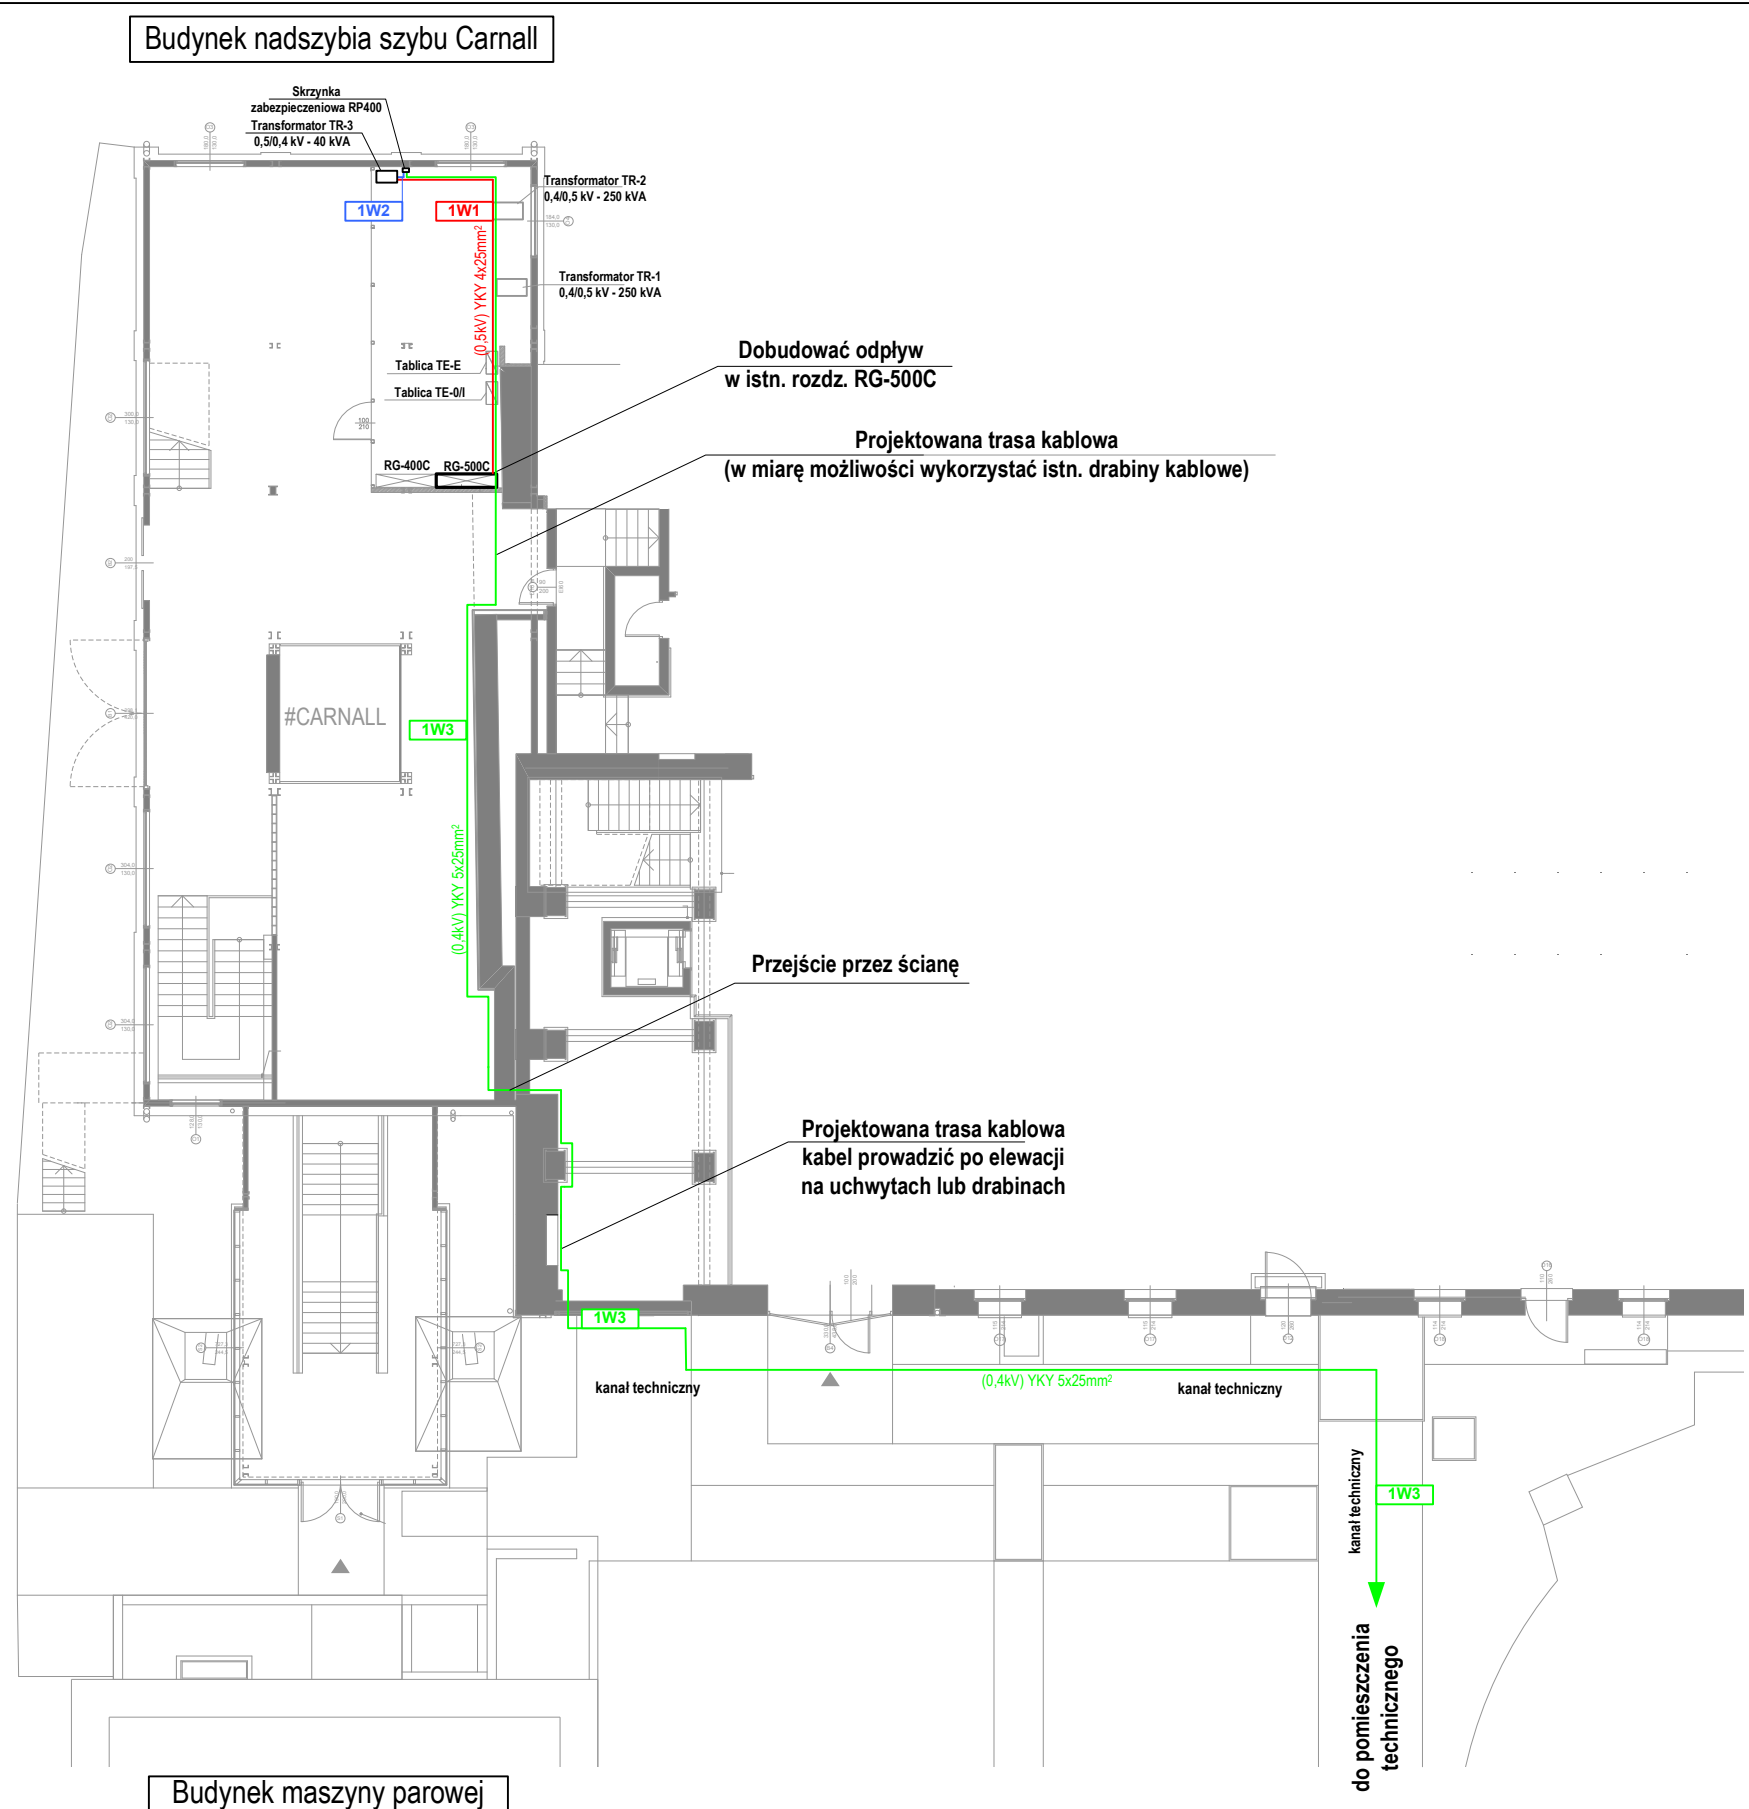 Budynek nadszybia szybu Carnall
Skrzynka
zabezpieczeniowa RP400
Transformator TR-3
0,5/0,4 kV - 40 kVA
Transformator TR-2
0,4/0,5 kV - 250 kVA
1W2
1W1
(0,5kV) YKY 4x25mm²
Transformator TR-1
0,4/0,5 kV - 250 kVA
Dobudować odpływ
w istn. rozdz. RG-500C
Tablica TE-E
Tablica TE-0/I
100
210
Projektowana trasa kablowa
(w miarę możliwości wykorzystać istn. drabiny kablowe)
RG-400C
RG-500C
#CARNALL
1W3
(0,4kV) YKY 5x25mm²
Przejście przez ścianę
Projektowana trasa kablowa
kabel prowadzić po elewacji
na uchwytach lub drabinach
1W3
kanał techniczny
(0,4kV) YKY 5x25mm²
kanał techniczny
kanał techniczny
1W3
do pomieszczenia
technicznego
Budynek maszyny parowej